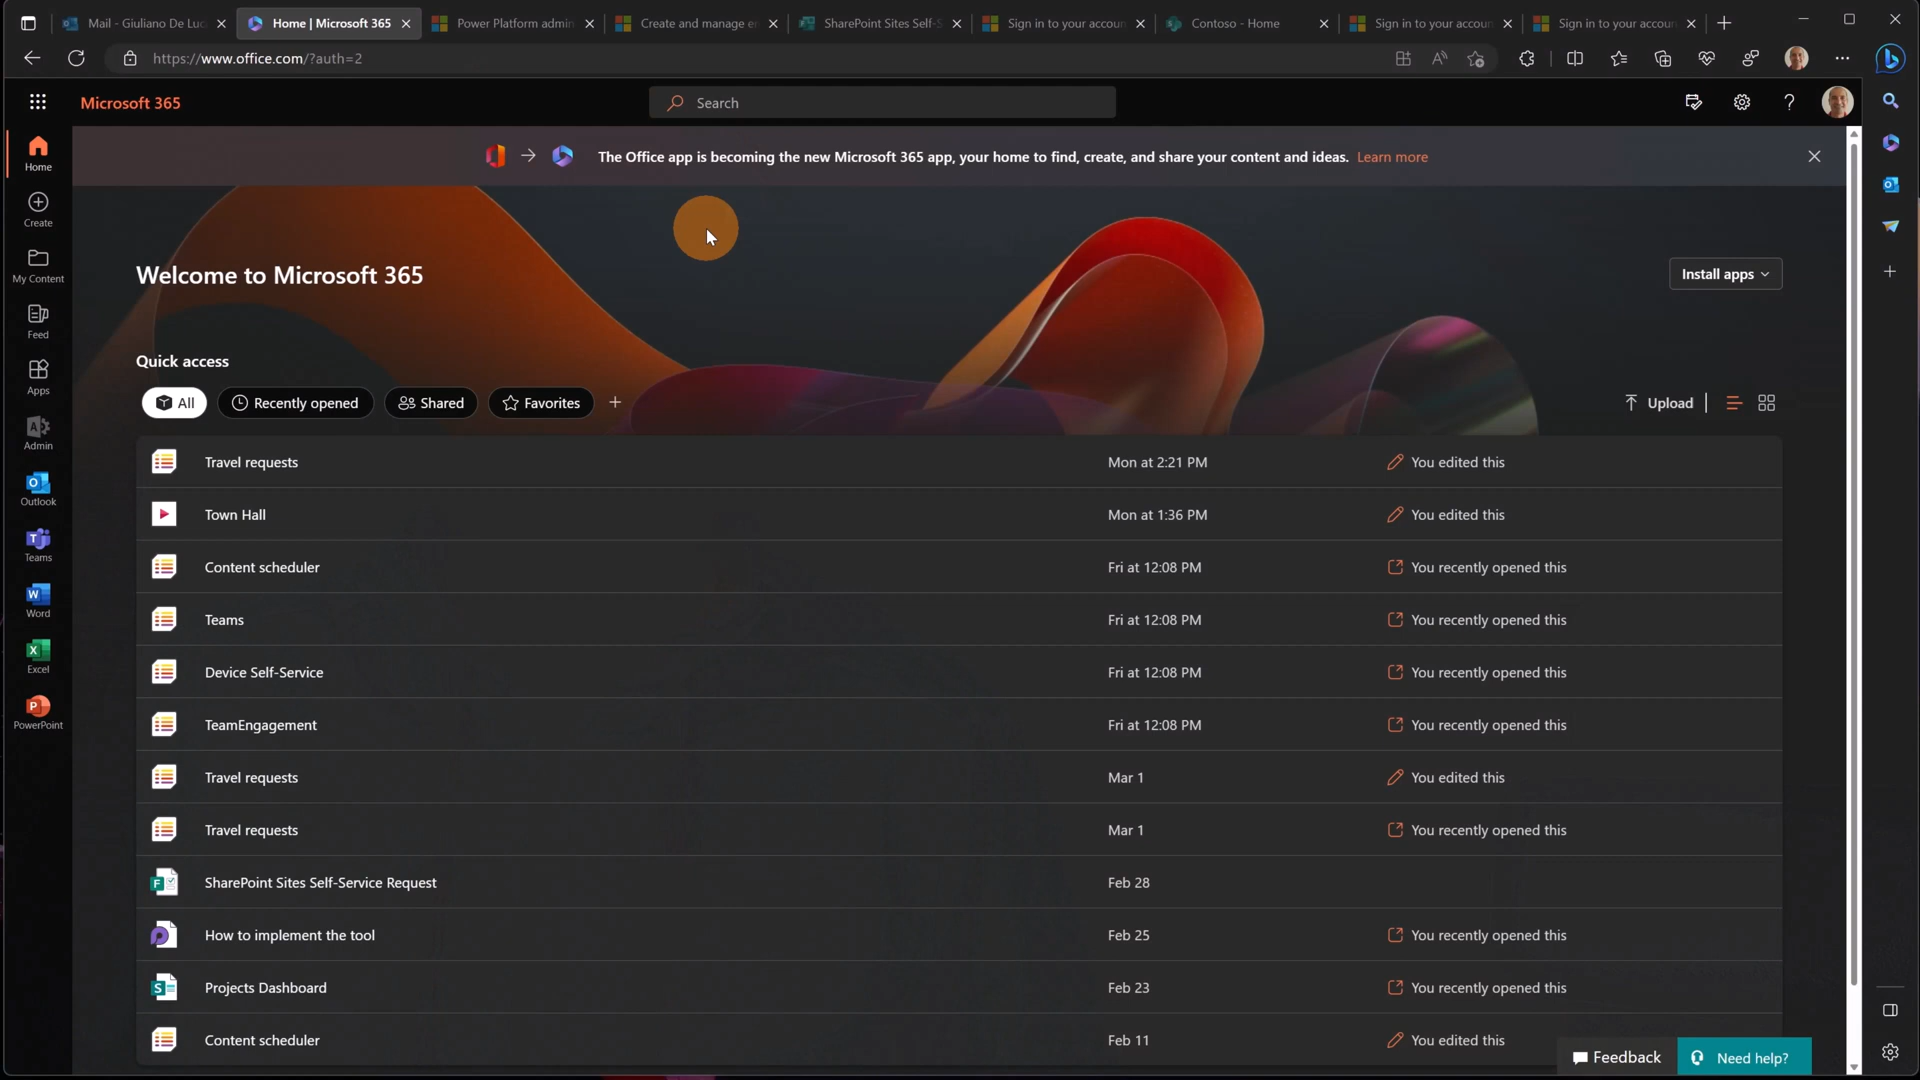 Mail - Giuliano De Luc
Home | Microsoft 365
Power Platform admin
Create and manage e
SharePoint Sites Self-S
Sign in to your accoun
Contoso - Home
Sign in to your accoun
Sign in to your accoun
https://www.office.com/?auth=2
Microsoft 365
Search
The Office app is becoming the new Microsoft 365 app, your home to find, create, and share your content and ideas. Learn more
Home
Create
My Content
Feed
Apps
Admin
Outlook
Teams
Word
Excel
PowerPoint
Welcome to Microsoft 365
Install apps
Quick access
All
Recently opened
Shared
Favorites
Upload
Travel requests Mon at 2:21 PM You edited this
Town Hall Mon at 1:36 PM You edited this
Content scheduler Fri at 12:08 PM You recently opened this
Teams Fri at 12:08 PM You recently opened this
Device Self-Service Fri at 12:08 PM You recently opened this
TeamEngagement Fri at 12:08 PM You recently opened this
Travel requests Mar 1 You edited this
Travel requests Mar 1 You recently opened this
SharePoint Sites Self-Service Request Feb 28
How to implement the tool Feb 25 You recently opened this
Projects Dashboard Feb 23 You recently opened this
Content scheduler Feb 11 You edited this
Feedback
Need help?